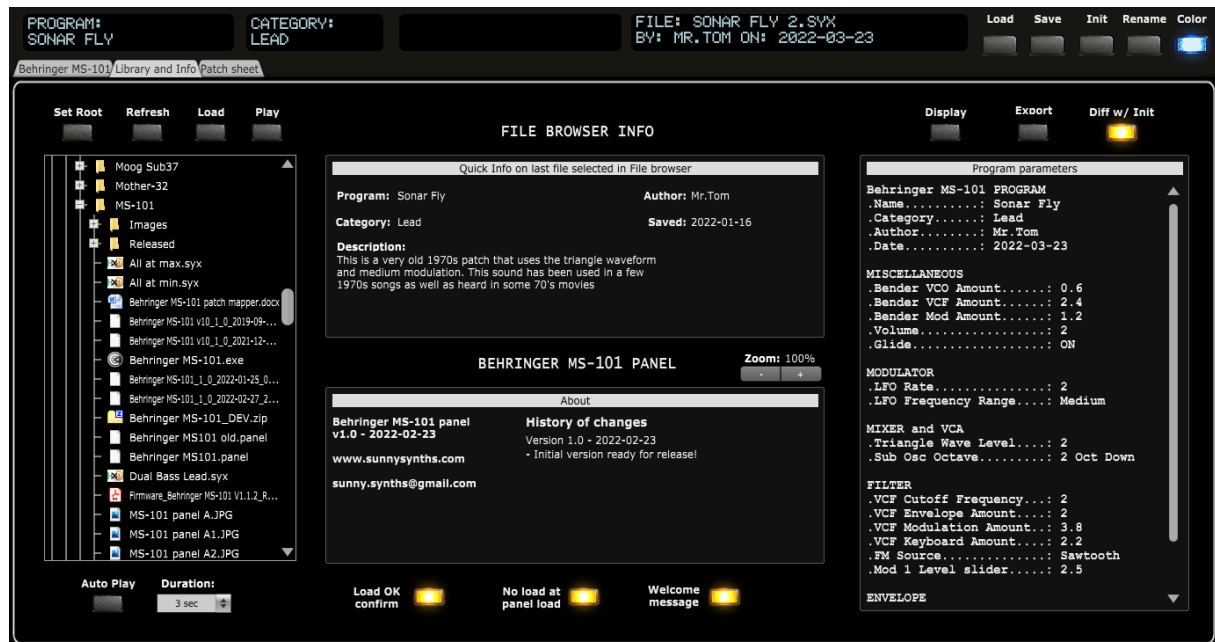 PROGRAM:
SONAR FLY
CATEGORY:
LEAD
FILE: SONAR FLY 2.SYX
BY: MR.TOM ON: 2022-03-23
Load Save Init Rename Color
Behringer MS-101 Library and Info Patch sheet
Set Root Refresh Load Play
Moog Sub37
Mother-32
MS-101
Images
Released
All at max.syx
All at min.syx
Behringer MS-101 patch mapper.docx
Behringer MS-101 v10_1_0_2019-09-...
Behringer MS-101 v10_1_0_2021-12-...
Behringer MS-101.exe
Behringer MS-101_1_0_2022-01-25_0...
Behringer MS-101_1_0_2022-02-27_2...
Behringer MS-101_DEV.zip
Behringer MS101 old.panel
Behringer MS101.panel
Dual Bass Lead.syx
Firmware_Behringer MS-101 V1.1.2_R...
MS-101 panel A.JPG
MS-101 panel A1.JPG
MS-101 panel A2.JPG
Auto Play Duration:
3 sec
FILE BROWSER INFO
Quick Info on last file selected in File browser
Program: Sonar Fly Author: Mr.Tom
Category: Lead Saved: 2022-01-16
Description:
This is a very old 1970s patch that uses the triangle waveform
and medium modulation. This sound has been used in a few
1970s songs as well as heard in some 70's movies
BEHRINGER MS-101 PANEL
Zoom: 100%
- +
About
Behringer MS-101 panel
v1.0 - 2022-02-23
www.sunnysynths.com
sunny.synths@gmail.com
History of changes
Version 1.0 - 2022-02-23
- Initial version ready for release!
Load OK
confirm
No load at
panel load
Welcome
message
Display Export Diff w/ Init
Program parameters
Behringer MS-101 PROGRAM
.Name..........: Sonar Fly
.Category......: Lead
.Author........: Mr.Tom
.Date..........: 2022-03-23
MISCELLANEOUS
.Bender VCO Amount......: 0.6
.Bender VCF Amount......: 2.4
.Bender Mod Amount......: 1.2
.Volume.................: 2
.Glide..................: ON
MODULATOR
.LFO Rate...............: 2
.LFO Frequency Range....: Medium
MIXER and VCA
.Triangle Wave Level....: 2
.Sub Osc Octave.........: 2 Oct Down
FILTER
.VCF Cutoff Frequency...: 2
.VCF Envelope Amount....: 2
.VCF Modulation Amount..: 3.8
.VCF Keyboard Amount....: 2.2
.FM Source..............: Sawtooth
.Mod 1 Level slider.....: 2.5
ENVELOPE